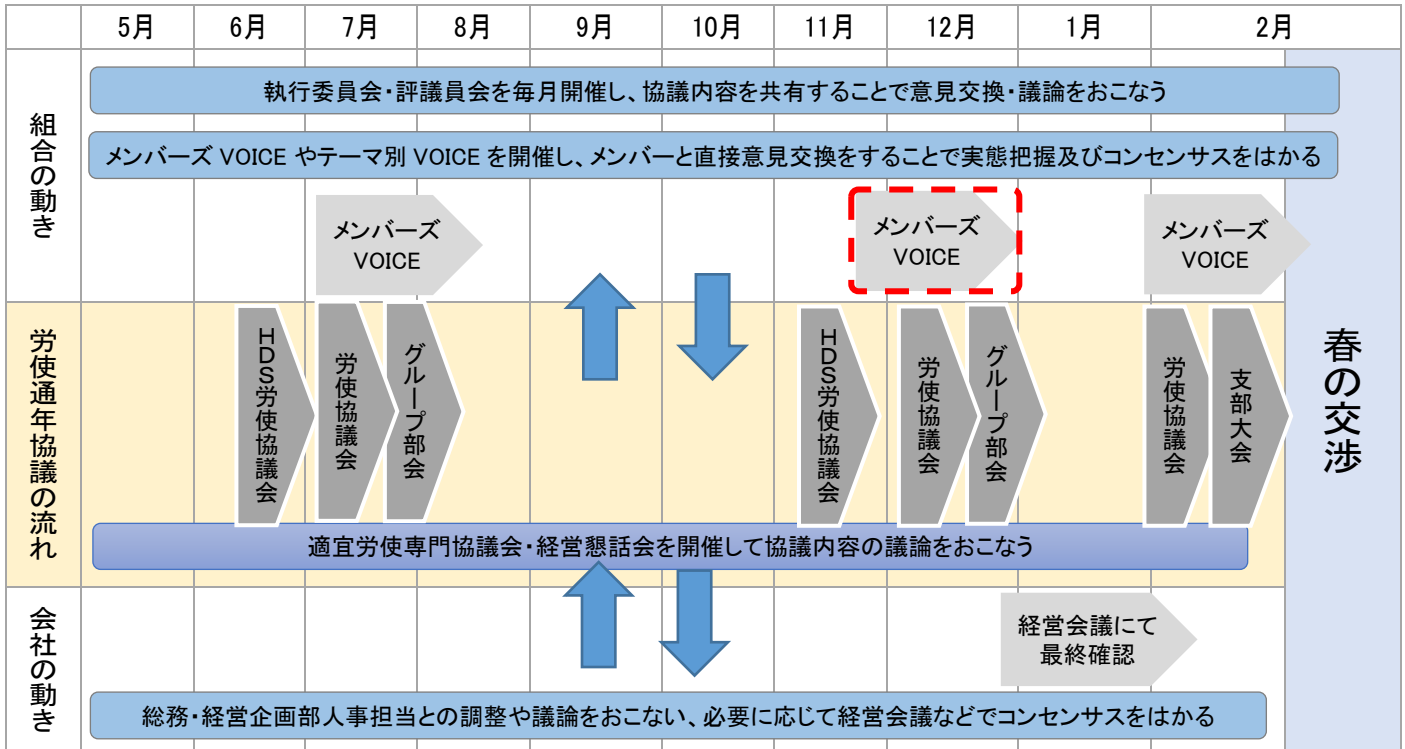 5月
6月
7月
8月
9月
10月
11月
12月
1月
2月
組合の動き
執行委員会・評議員会を毎月開催し、協議内容を共有することで意見交換・議論をおこなう
メンバーズ VOICE やテーマ別 VOICE を開催し、メンバーと直接意見交換をすることで実態把握及びコンセンサスをはかる
メンバーズ
VOICE
メンバーズ
VOICE
メンバーズ
VOICE
労使通年協議の流れ
HDS労使協議会
労使協議会
グループ部会
HDS労使協議会
労使協議会
グループ部会
労使協議会
支部大会
春の交渉
適宜労使専門協議会・経営懇話会を開催して協議内容の議論をおこなう
会社の動き
経営会議にて
最終確認
総務・経営企画部人事担当との調整や議論をおこない、必要に応じて経営会議などでコンセンサスをはかる